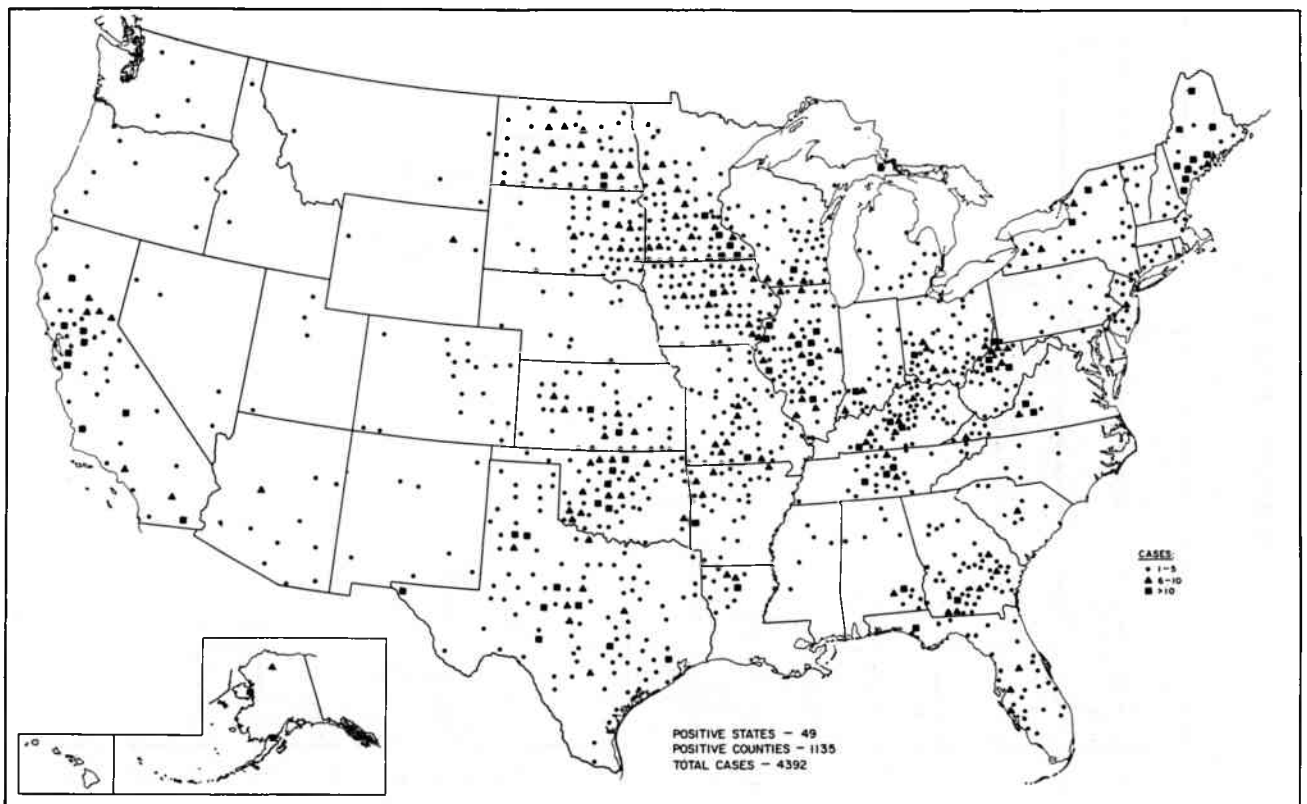 CASES:
• 1-5
▲ 6-10
■ >10
POSITIVE STATES – 49
POSITIVE COUNTIES – 1135
TOTAL CASES – 4392